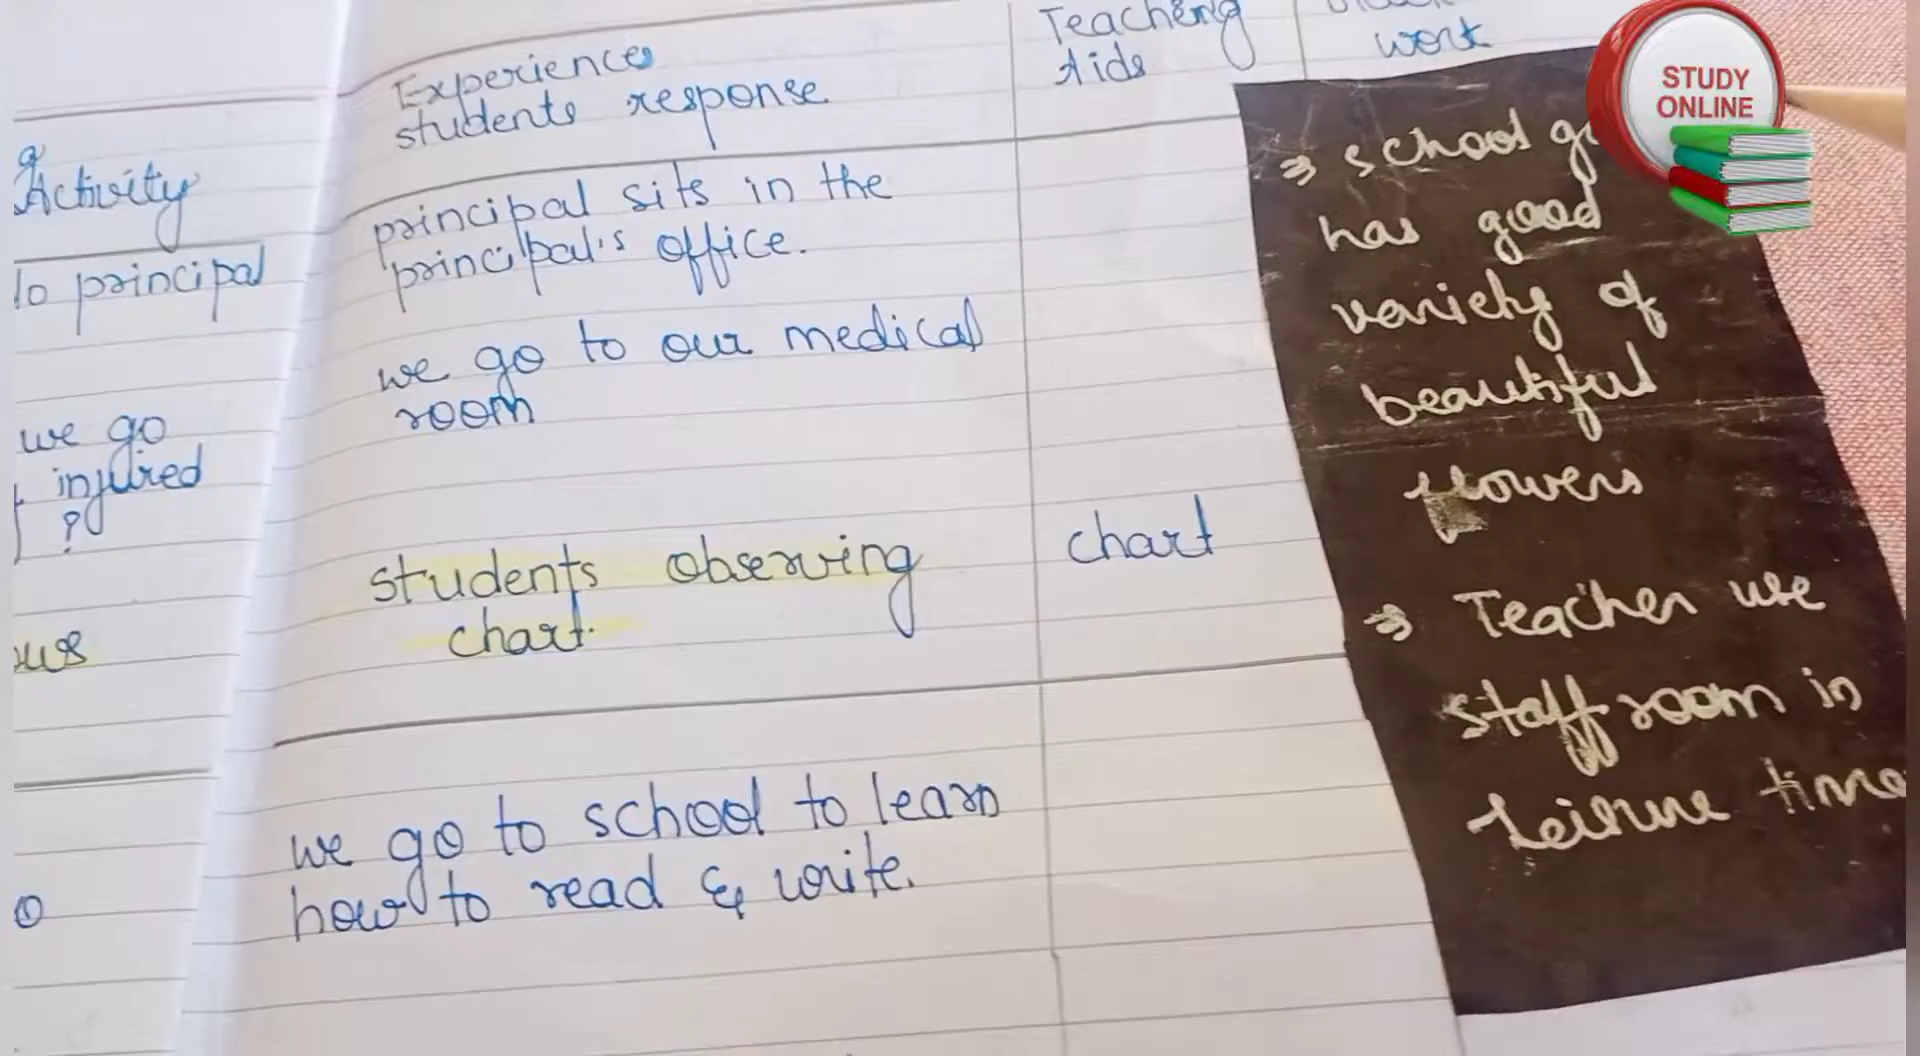 Activity
to principal
we go
injured
?
Experience
students response
principal sits in the
principal's office.
we go to our medical
room
students observing
chart.
we go to school to learn
how to read & write.
Teaching
Aids
chart
work
⇒ school
has good
variety of
beautiful
flowers
⇒ Teacher use
staff room in
Leisure time
STUDY
ONLINE